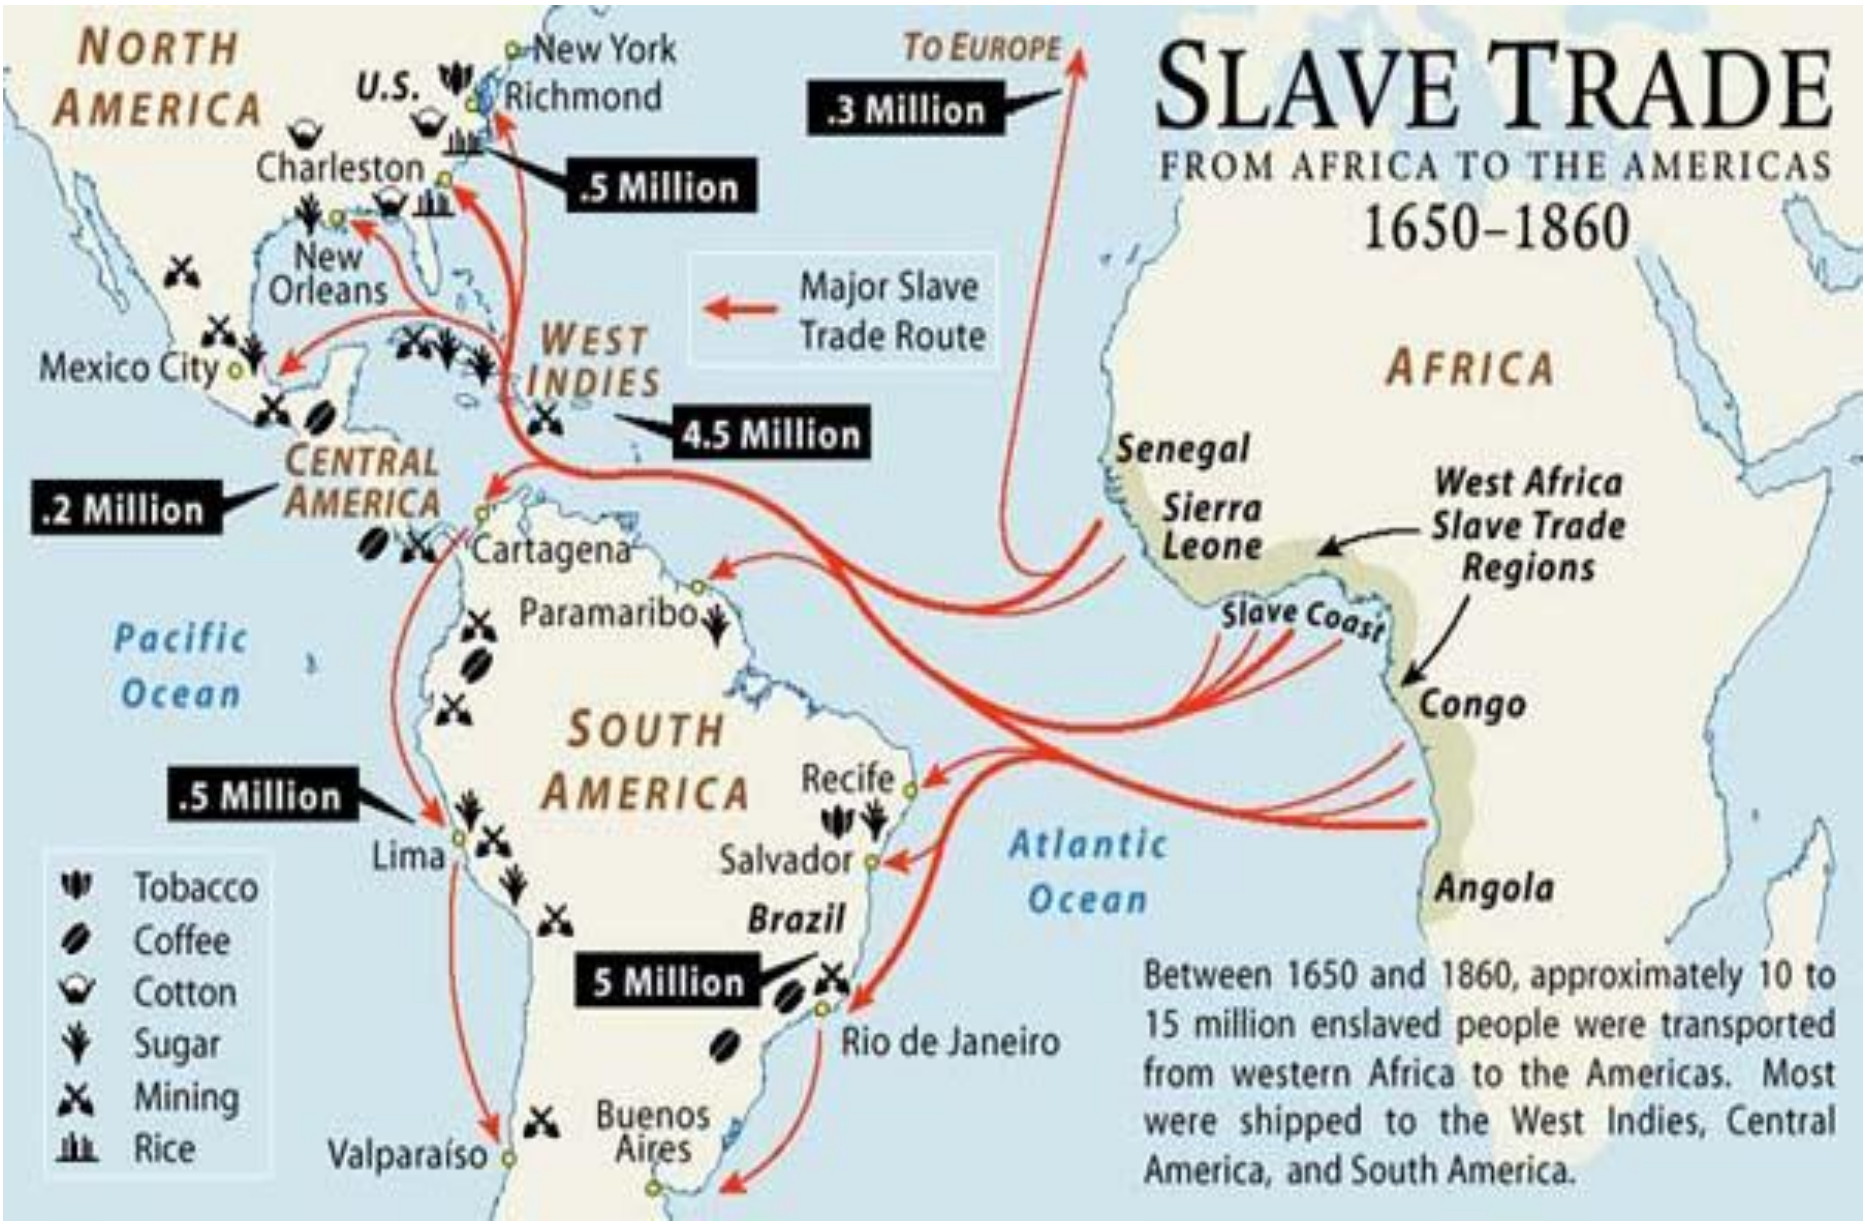 SLAVE TRADE
FROM AFRICA TO THE AMERICAS
1650–1860
NORTH
AMERICA
U.S.
New York
Richmond
Charleston
New
Orleans
Mexico City
.5 Million
TO EUROPE
.3 Million
Major Slave
Trade Route
WEST
INDIES
4.5 Million
CENTRAL
AMERICA
.2 Million
Cartagena
Paramaribo
Pacific
Ocean
SOUTH
AMERICA
.5 Million
Lima
Recife
Salvador
Brazil
5 Million
Rio de Janeiro
Buenos
Aires
Valparaíso
Atlantic
Ocean
AFRICA
Senegal
Sierra
Leone
West Africa
Slave Trade
Regions
Slave Coast
Congo
Angola
Tobacco
Coffee
Cotton
Sugar
Mining
Rice
Between 1650 and 1860, approximately 10 to
15 million enslaved people were transported
from western Africa to the Americas. Most
were shipped to the West Indies, Central
America, and South America.